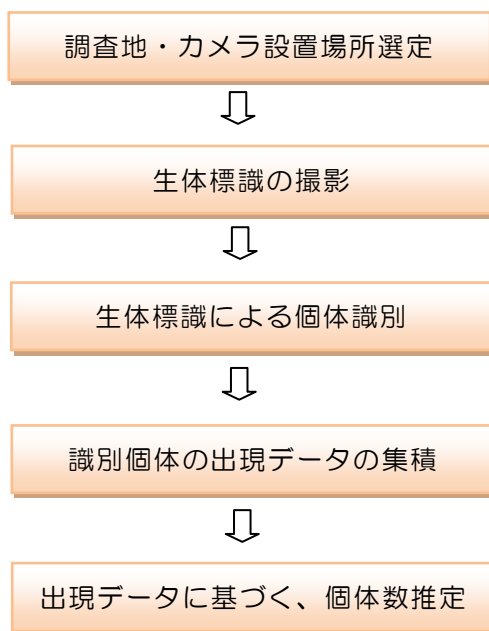 調査地・カメラ設置場所選定
生体標識の撮影
生体標識による個体識別
識別個体の出現データの集積
出現データに基づく、個体数推定